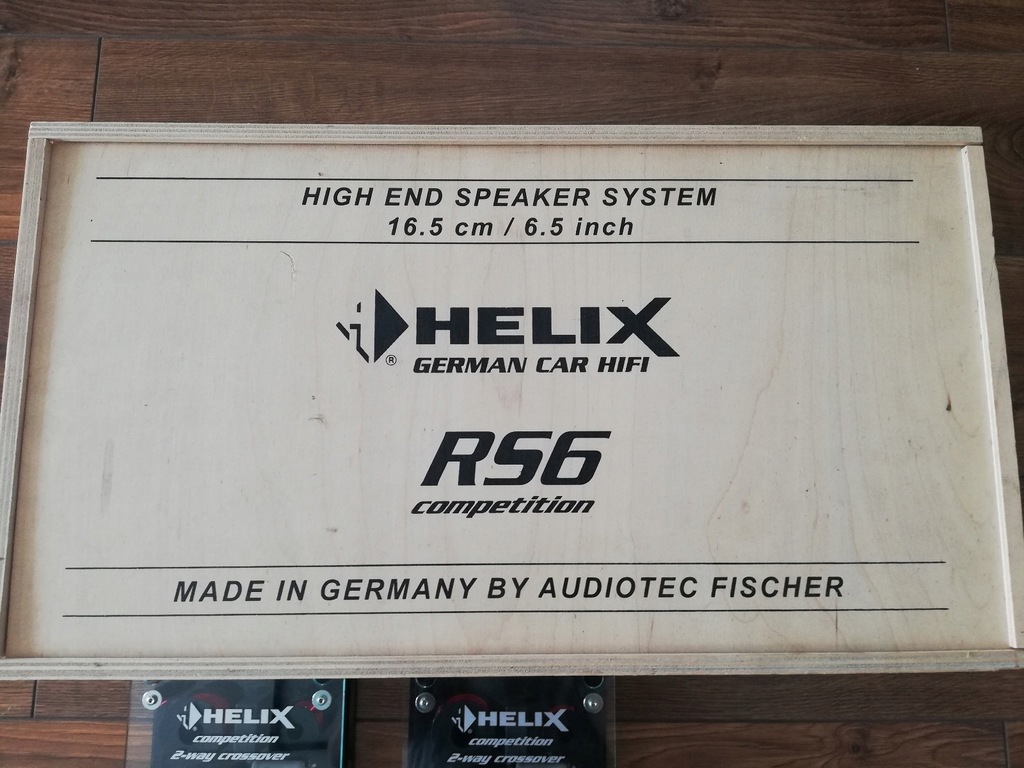 HIGH END SPEAKER SYSTEM
16.5 cm / 6.5 inch
HELIX
®
GERMAN CAR HIFI
RS6
competition
MADE IN GERMANY BY AUDIOTEC FISCHER
HELIX
competition
2-way crossover
HELIX
competition
2-way crossover